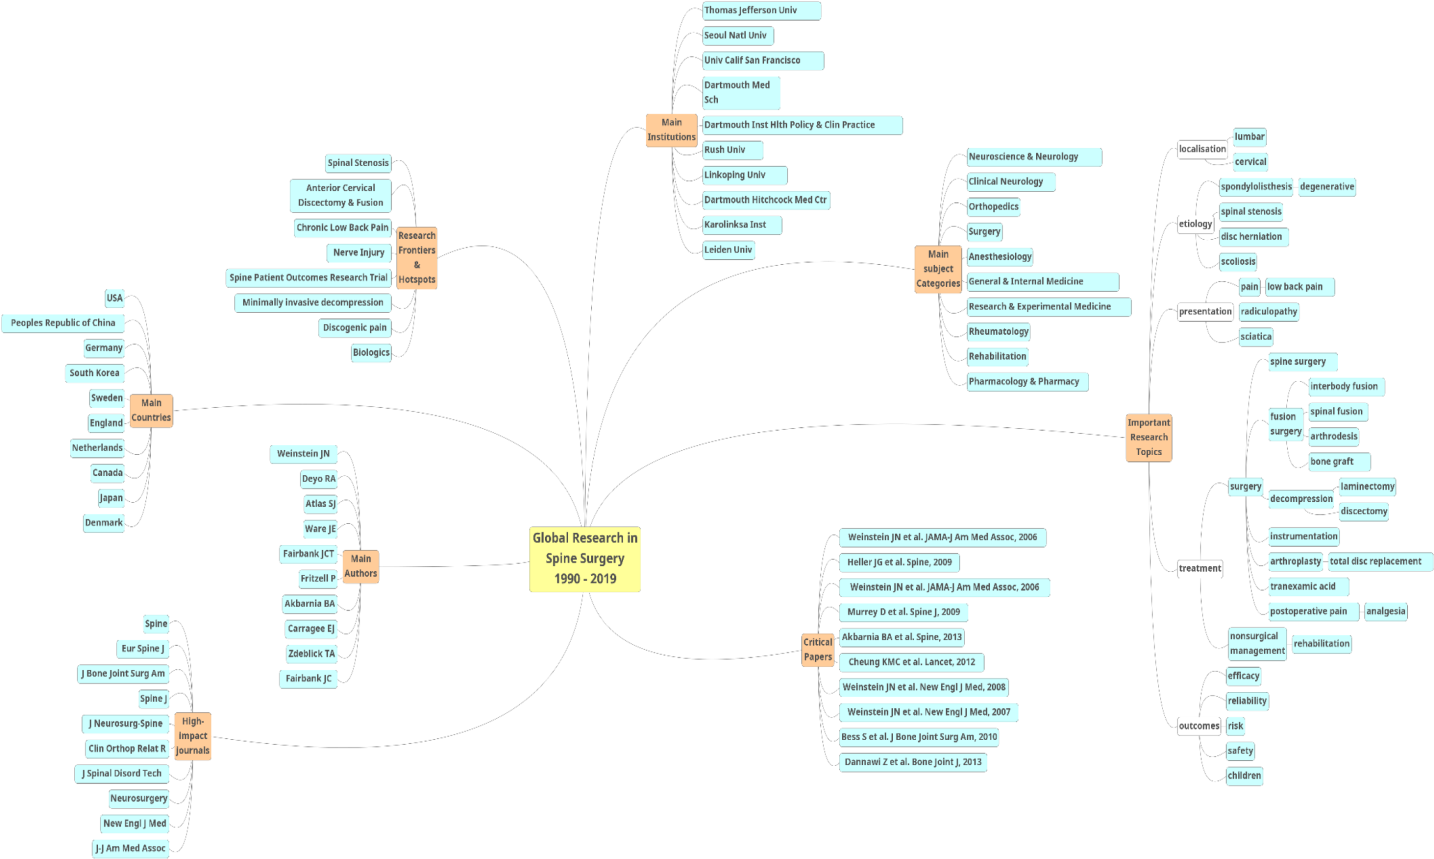 Global Research in
Spine Surgery
1990 - 2019
Main
Institutions
Thomas Jefferson Univ
Seoul Natl Univ
Univ Calif San Francisco
Dartmouth Med
Sch
Dartmouth Inst Hlth Policy & Clin Practice
Rush Univ
Linkoping Univ
Dartmouth Hitchcock Med Ctr
Karolinksa Inst
Leiden Univ
Main
subject
Categories
Neuroscience & Neurology
Clinical Neurology
Orthopedics
Surgery
Anesthesiology
General & Internal Medicine
Research & Experimental Medicine
Rheumatology
Rehabilitation
Pharmacology & Pharmacy
Important
Research
Topics
localisation
lumbar
cervical
etiology
spondylolisthesis
degenerative
spinal stenosis
disc herniation
scoliosis
presentation
pain
low back pain
radiculopathy
sciatica
treatment
surgery
spine surgery
fusion
surgery
interbody fusion
spinal fusion
arthrodesis
bone graft
decompression
laminectomy
discectomy
instrumentation
arthroplasty
total disc replacement
tranexamic acid
postoperative pain
analgesia
nonsurgical
management
rehabilitation
outcomes
efficacy
reliability
risk
safety
children
Critical
Papers
Weinstein JN et al. JAMA-J Am Med Assoc, 2006
Heller JG et al. Spine, 2009
Weinstein JN et al. JAMA-J Am Med Assoc, 2006
Murrey D et al. Spine J, 2009
Akbarnia BA et al. Spine, 2013
Cheung KMC et al. Lancet, 2012
Weinstein JN et al. New Engl J Med, 2008
Weinstein JN et al. New Engl J Med, 2007
Bess S et al. J Bone Joint Surg Am, 2010
Dannawi Z et al. Bone Joint J, 2013
Research
Frontiers
&
Hotspots
Spinal Stenosis
Anterior Cervical
Discectomy & Fusion
Chronic Low Back Pain
Nerve Injury
Spine Patient Outcomes Research Trial
Minimally invasive decompression
Discogenic pain
Biologics
Main
Countries
USA
Peoples Republic of China
Germany
South Korea
Sweden
England
Netherlands
Canada
Japan
Denmark
Main
Authors
Weinstein JN
Deyo RA
Atlas SJ
Ware JE
Fairbank JCT
Fritzell P
Akbarnia BA
Carragee EJ
Zdeblick TA
Fairbank JC
High-
impact
journals
Spine
Eur Spine J
J Bone Joint Surg Am
Spine J
J Neurosurg-Spine
Clin Orthop Relat R
J Spinal Disord Tech
Neurosurgery
New Engl J Med
J-J Am Med Assoc